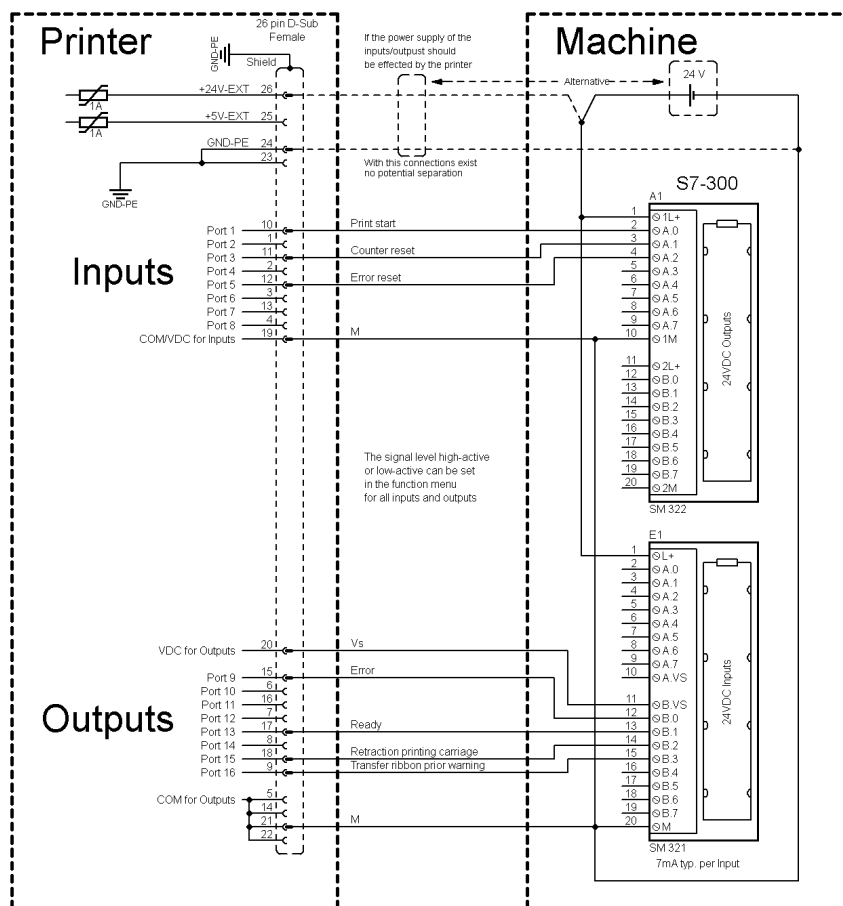 Printer
26 pin D-Sub
Female
Shield
GND-PE
+24V-EXT 26
1A
+5V-EXT 25
1A
GND-PE 24
23
GND-PE
If the power supply of the
inputs/outpust should
be effected by the printer
Alternative
With this connections exist
no potential separation
Machine
24 V
S7-300
A1
Inputs
Port 1 10 Print start
Port 2 1
Port 3 11 Counter reset
Port 4 2
Port 5 12 Error reset
Port 6 3
Port 7 13
Port 8 4
COM/VDC for Inputs 19 M
1 1L+
2 A.0
3 A.1
4 A.2
5 A.3
6 A.4
7 A.5
8 A.6
9 A.7
10 1M
11 2L+
12 B.0
13 B.1
14 B.2
15 B.3
16 B.4
17 B.5
18 B.6
19 B.7
20 2M
24VDC Outputs
SM 322
The signal level high-active
or low-active can be set
in the function menu
for all inputs and outputs
E1
1 L+
2 A.0
3 A.1
4 A.2
5 A.3
6 A.4
7 A.5
8 A.6
9 A.7
10 A.VS
11 B.VS
12 B.0
13 B.1
14 B.2
15 B.3
16 B.4
17 B.5
18 B.6
19 B.7
20 M
24VDC Inputs
SM 321
7mA typ. per Input
Outputs
VDC for Outputs 20 Vs
Port 9 15 Error
Port 10 6
Port 11 16
Port 12 7
Port 13 17 Ready
Port 14 8
Port 15 18 Retraction printing carriage
Port 16 9 Transfer ribbon prior warning
COM for Outputs 5
14
21 M
22